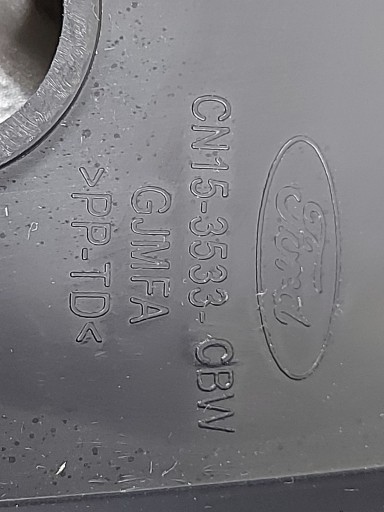 Ford
CN15-3533- CBW
GJMFA
>PP-TD<